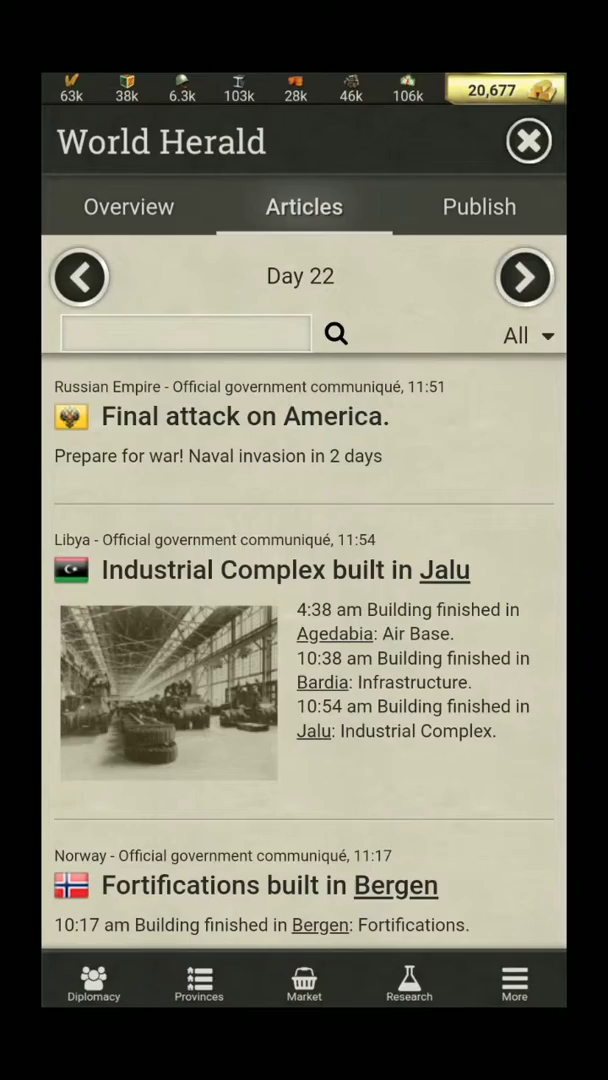 63k 38k 6.3k 103k 28k 46k 106k 20,677
World Herald
Overview Articles Publish
Day 22
All
Russian Empire - Official government communiqué, 11:51
Final attack on America.
Prepare for war! Naval invasion in 2 days
Libya - Official government communiqué, 11:54
Industrial Complex built in Jalu
4:38 am Building finished in
Agedabia: Air Base.
10:38 am Building finished in
Bardia: Infrastructure.
10:54 am Building finished in
Jalu: Industrial Complex.
Norway - Official government communiqué, 11:17
Fortifications built in Bergen
10:17 am Building finished in Bergen: Fortifications.
Diplomacy Provinces Market Research More